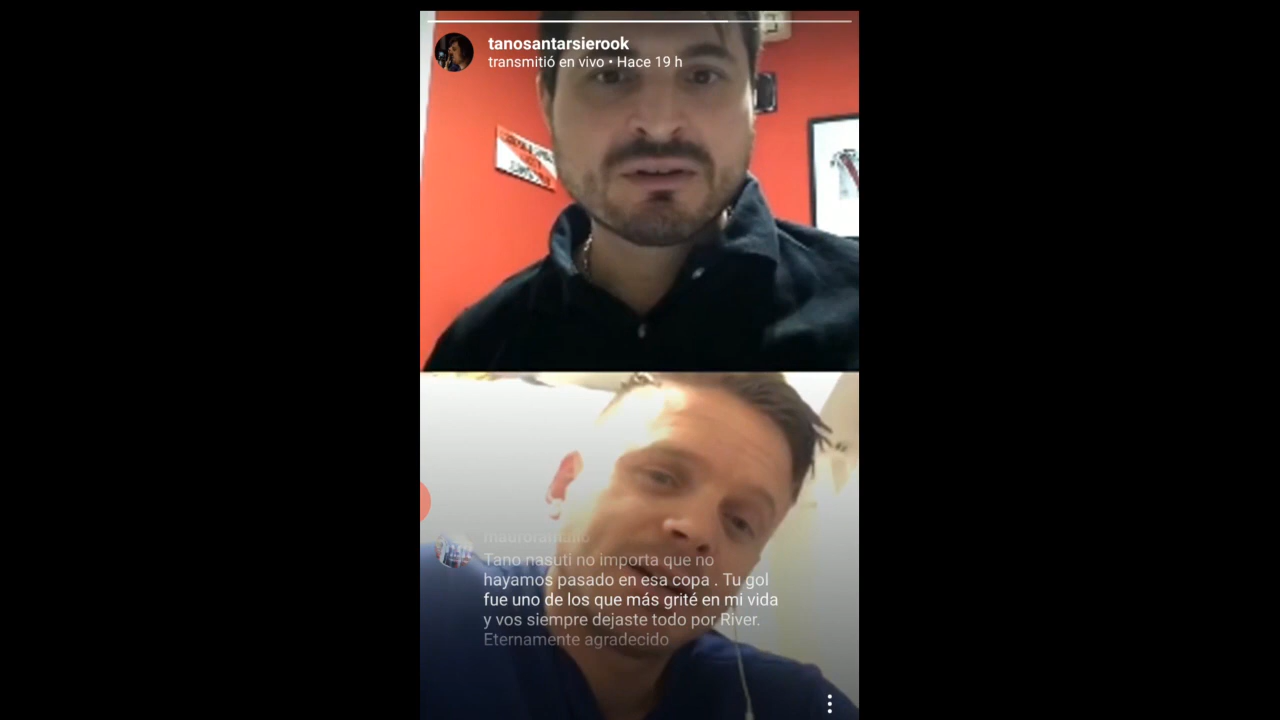 tanosantarsierook
transmitió en vivo • Hace 19 h
mauroramallo
Tano nasuti no importa que no
hayamos pasado en esa copa . Tu gol
fue uno de los que más grité en mi vida
y vos siempre dejaste todo por River.
Eternamente agradecido